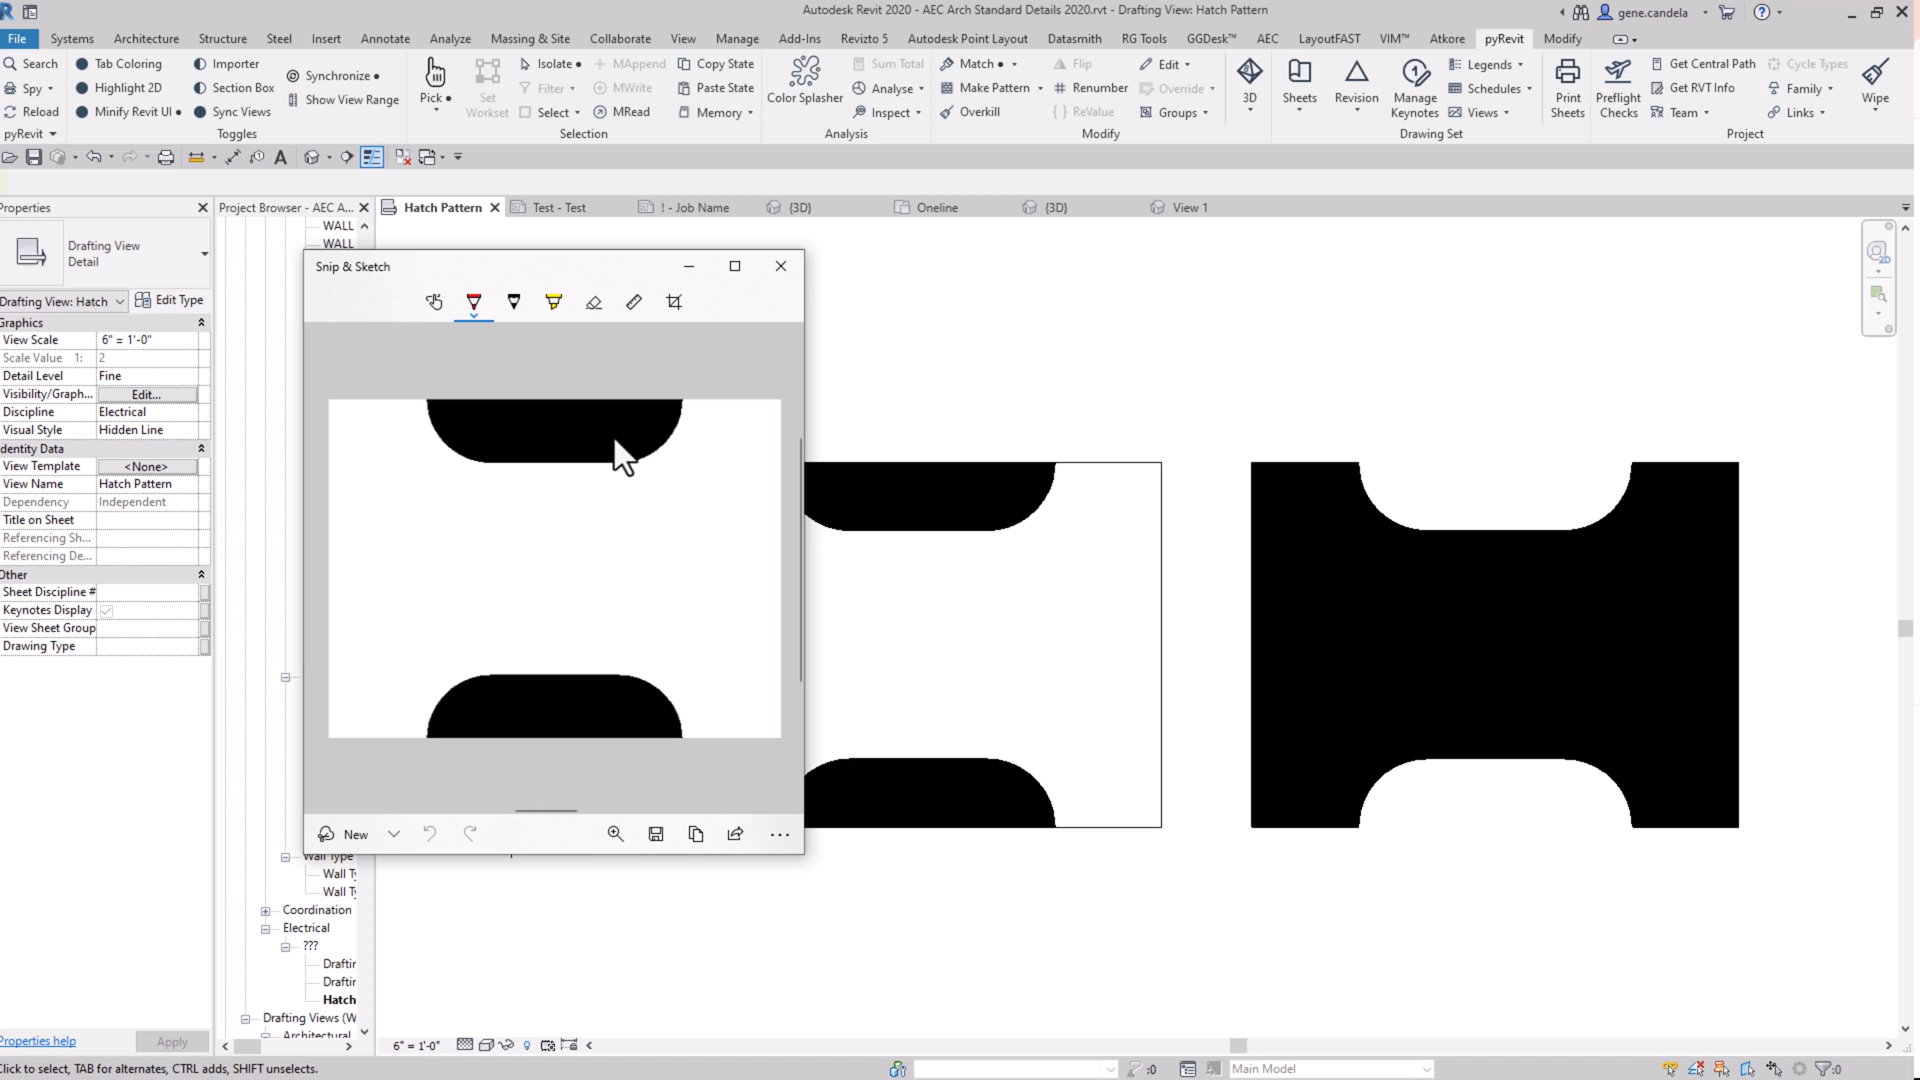 Autodesk Revit 2020 - AEC Arch Standard Details 2020.rvt - Drafting View: Hatch Pattern
gene.candela
File Systems Architecture Structure Steel Insert Annotate Analyze Massing & Site Collaborate View Manage Add-Ins Revizto 5 Autodesk Point Layout Datasmith RG Tools GGDesk™ AEC LayoutFAST VIM™ Atkore pyRevit Modify
Search Tab Coloring Importer Isolate MAppend Copy State Sum Total Match Flip Edit Legends Get Central Path Cycle Types
Synchronize
Spy Highlight 2D Section Box Pick Set Workset Filter MWrite Paste State Color Splasher Analyse Make Pattern Renumber Override 3D Sheets Revision Manage Keynotes Schedules Print Sheets Preflight Checks Get RVT Info Family Wipe
Show View Range
Reload Minify Revit UI Sync Views Select MRead Memory Inspect Overkill ReValue Groups Views Team Links
pyRevit Toggles Selection Analysis Modify Drawing Set Project
Properties
Project Browser - AEC A...
Hatch Pattern
Test - Test
! - Job Name
{3D}
Oneline
{3D}
View 1
Drafting View
Detail
Drafting View: Hatch
Edit Type
Graphics
View Scale 6" = 1'-0"
Scale Value 1: 2
Detail Level Fine
Visibility/Graph... Edit...
Discipline Electrical
Visual Style Hidden Line
Identity Data
View Template <None>
View Name Hatch Pattern
Dependency Independent
Title on Sheet
Referencing Sh...
Referencing De...
Other
Sheet Discipline #
Keynotes Display
View Sheet Group
Drawing Type
Properties help
Apply
WALL
WALL
Wall Type
Wall Ty
Wall Ty
Coordination
Electrical
???
Draftir
Draftir
Hatch
Drafting Views (W
Architectural
Snip & Sketch
New
2D
6" = 1'-0"
Click to select, TAB for alternates, CTRL adds, SHIFT unselects.
:0
Main Model
:0